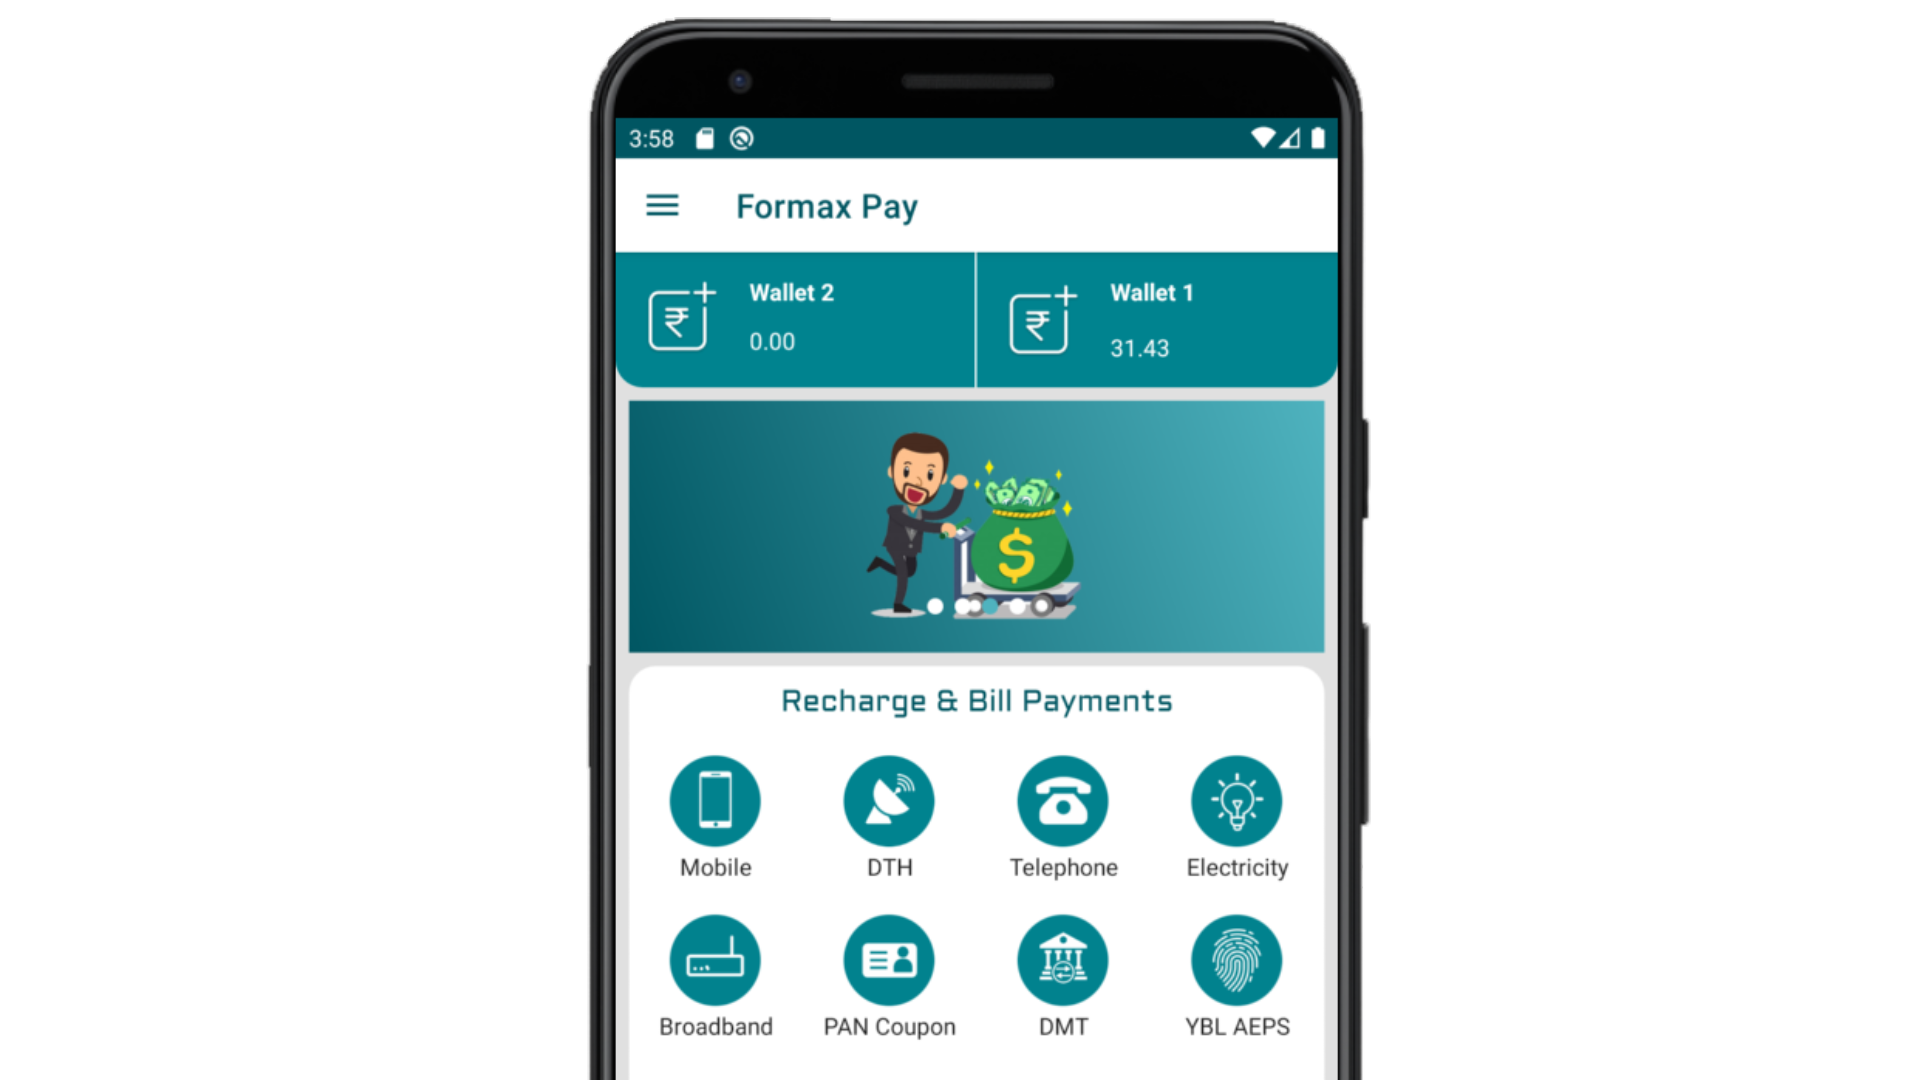 3:58
Formax Pay
Wallet 2
0.00
Wallet 1
31.43
$
Recharge & Bill Payments
Mobile
DTH
Telephone
Electricity
Broadband
PAN Coupon
DMT
YBL AEPS